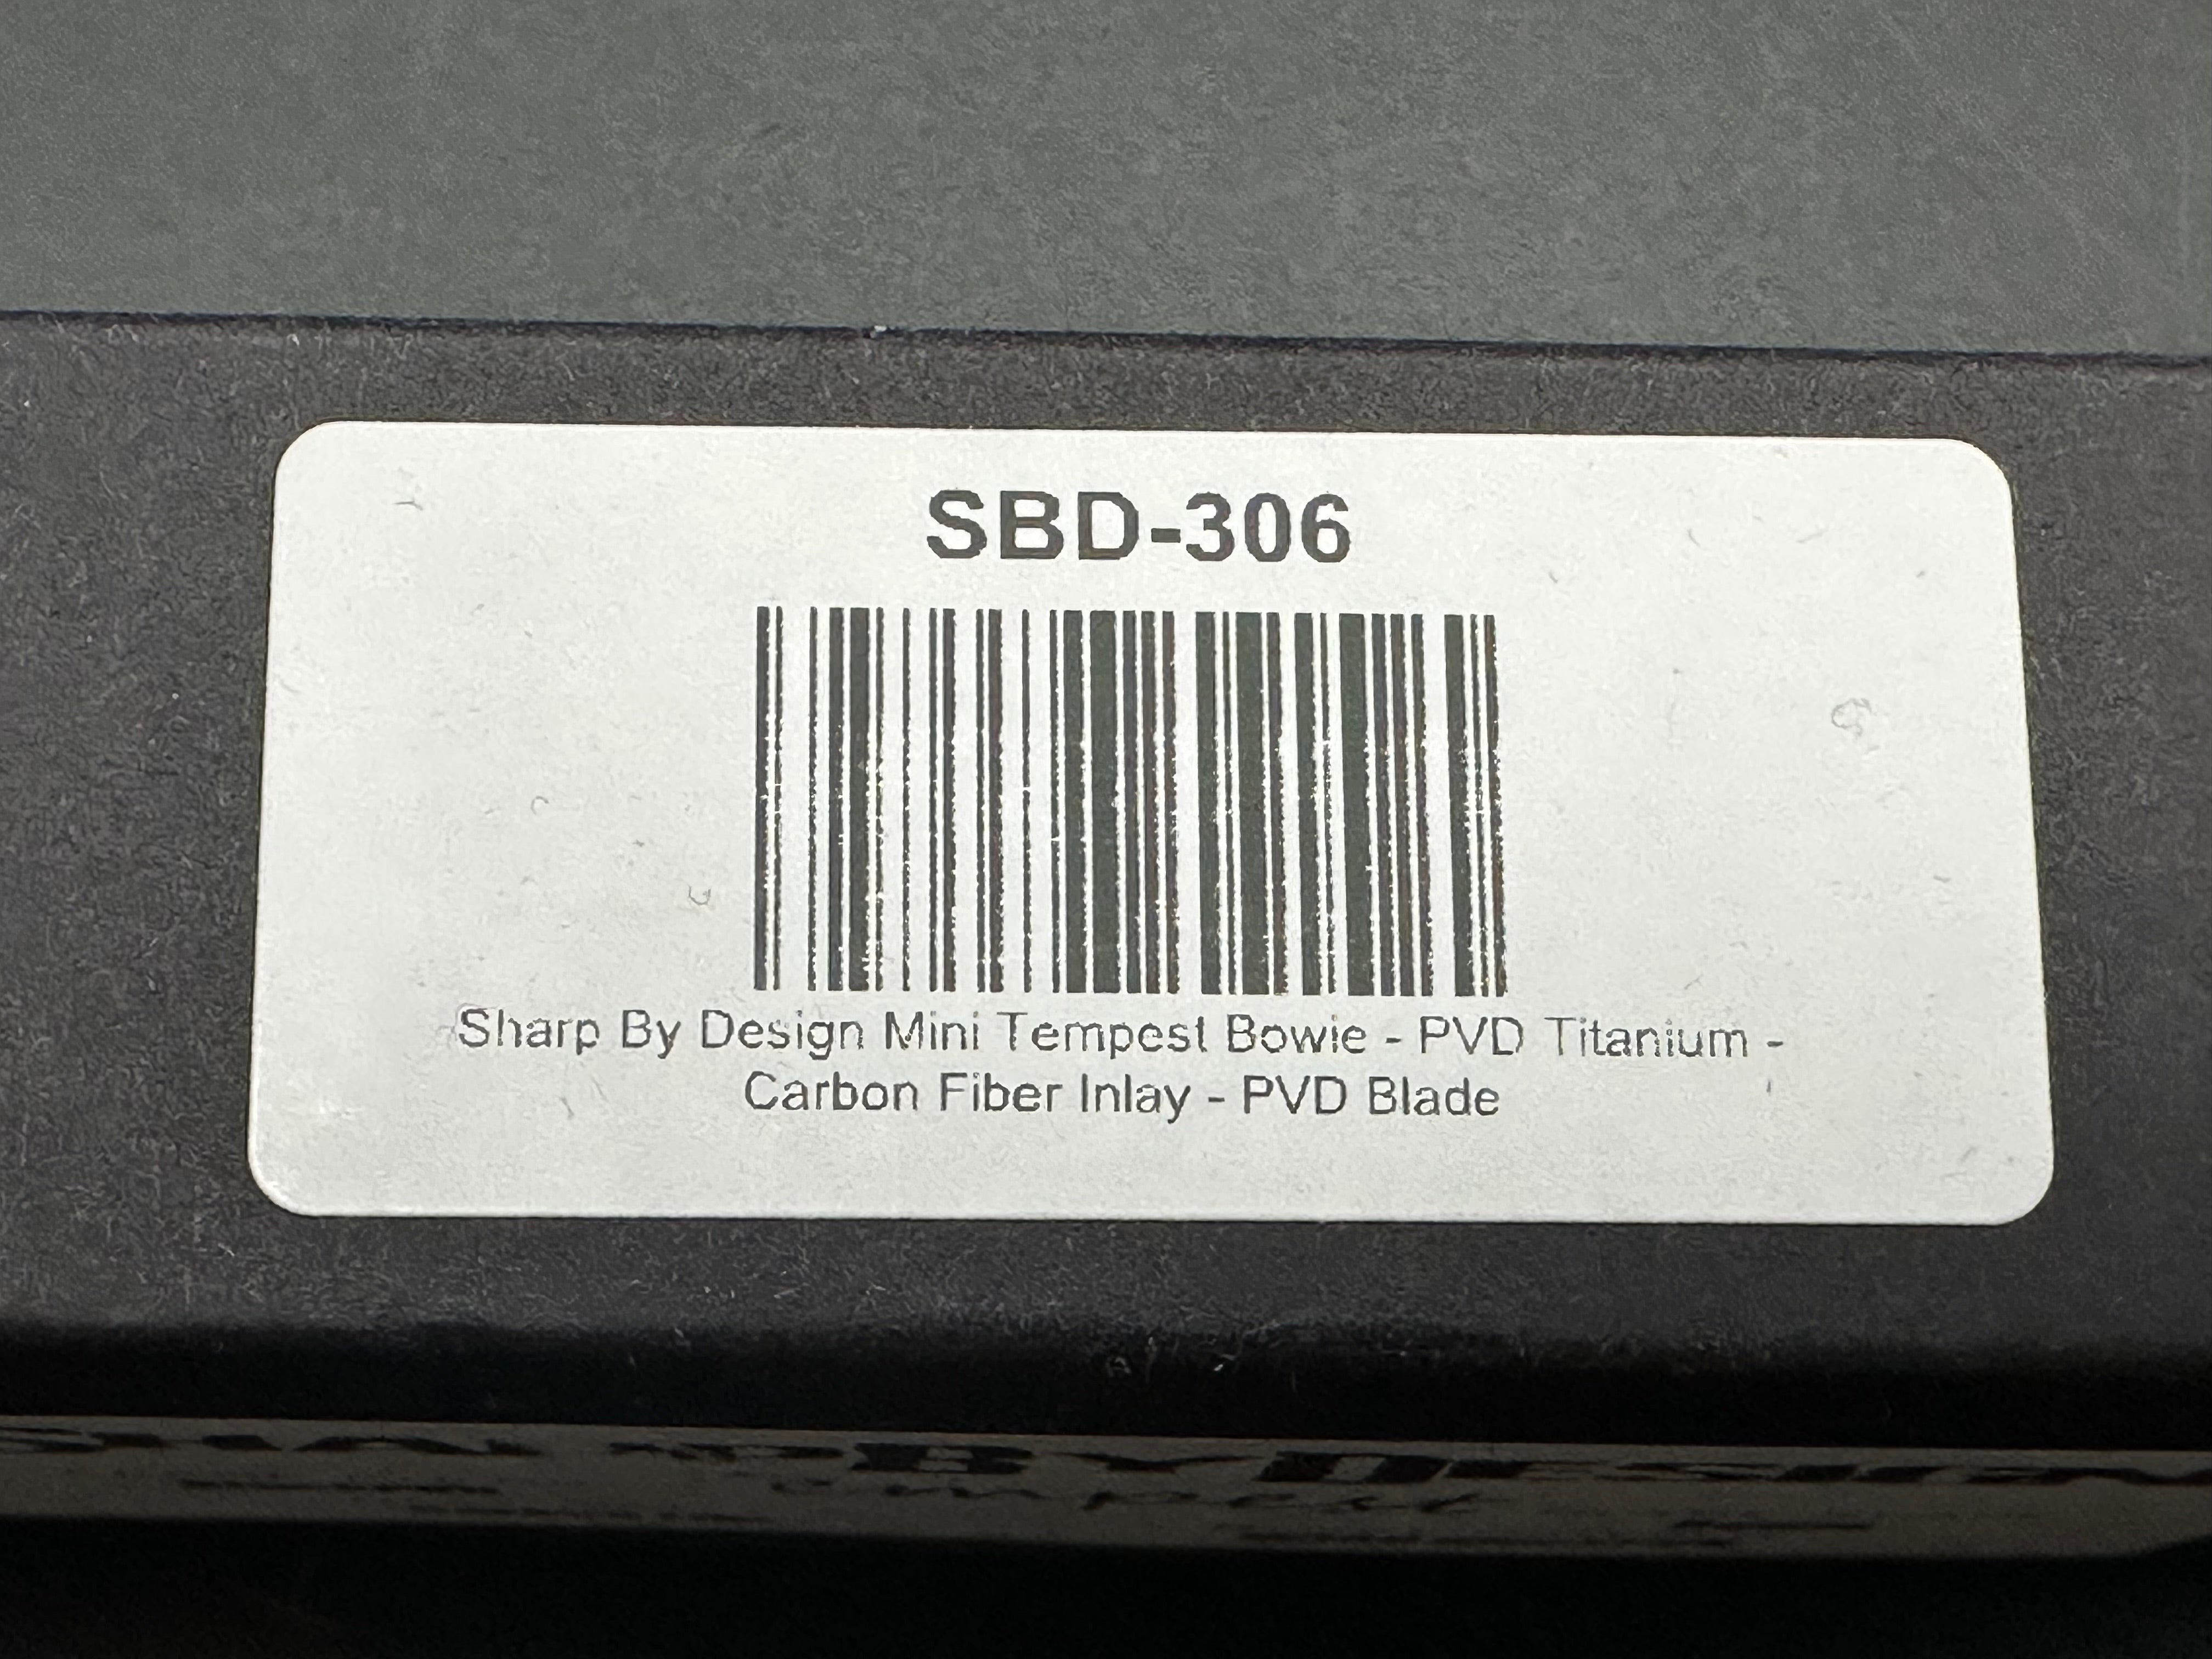 SBD-306
Sharp By Design Mini Tempest Bowie - PVD Titanium -
Carbon Fiber Inlay - PVD Blade